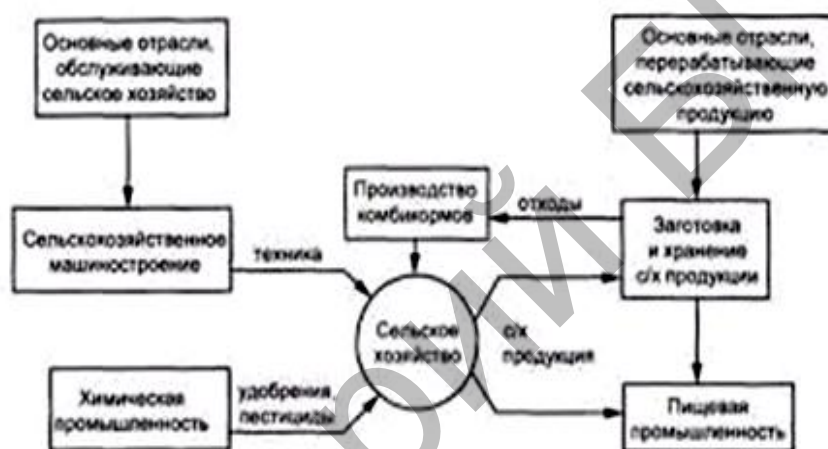 Основные отрасли,
обслуживающие
сельское хозяйство
Основные отрасли,
перерабатывающие
сельскохозяйственную
продукцию
Производство
комбикормов
отходы
Заготовка
и хранение
с/х продукции
Сельскохозяйственное
машиностроение
техника
Сельское
хозяйство
с/х
продукция
Химическая
промышленность
удобрения,
пестициды
Пищевая
промышленность